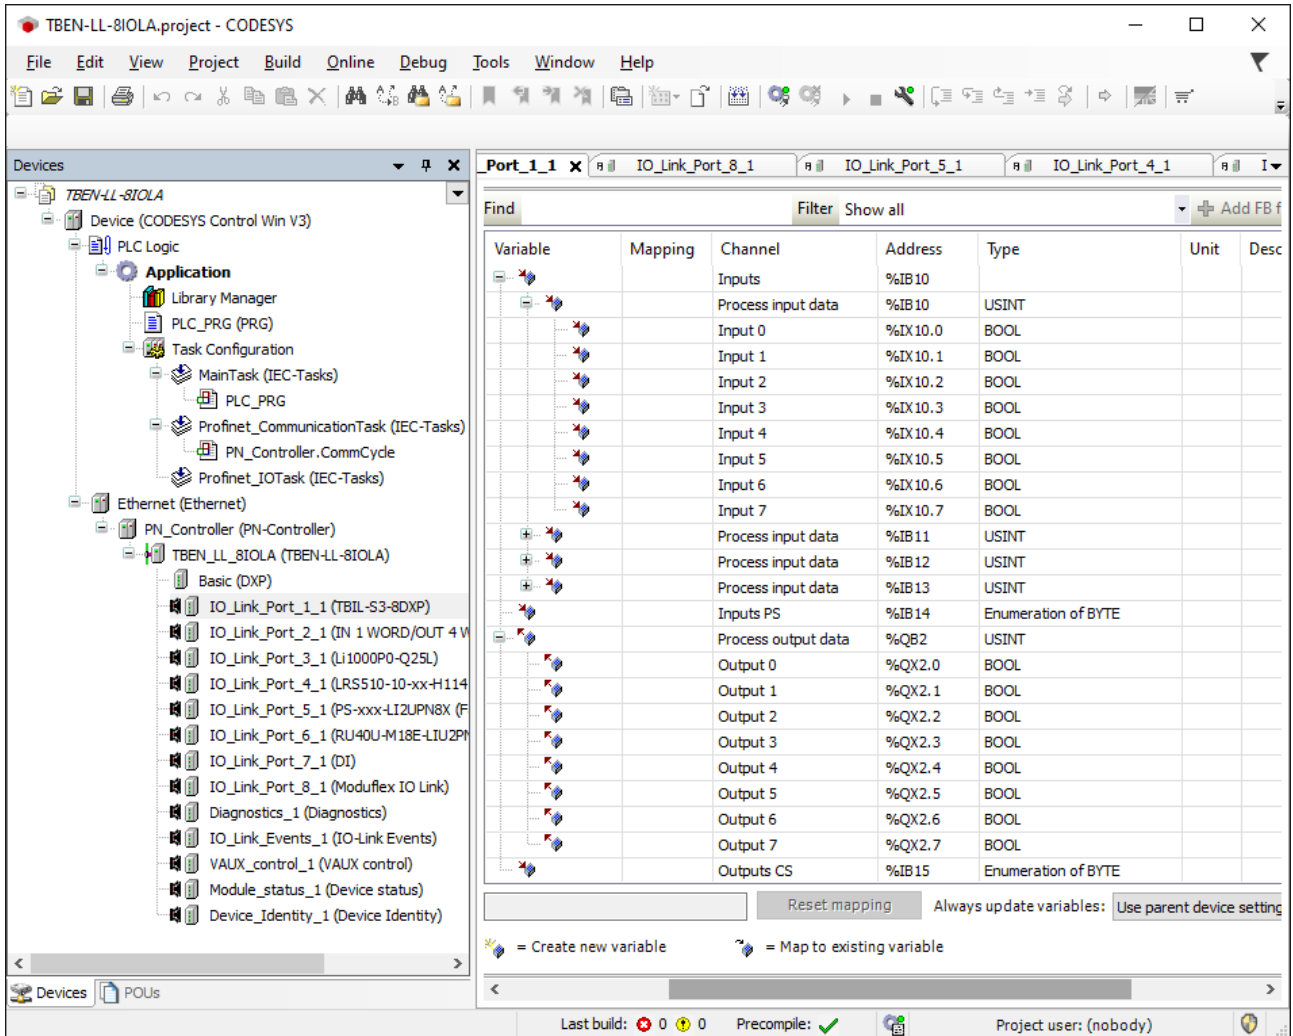 TBEN-LL-8IOLA.project - CODESYS
File Edit View Project Build Online Debug Tools Window Help
Devices
TBEN-LL-8IOLA
Device (CODESYS Control Win V3)
PLC Logic
Application
Library Manager
PLC_PRG (PRG)
Task Configuration
MainTask (IEC-Tasks)
PLC_PRG
Profinet_CommunicationTask (IEC-Tasks)
PN_Controller.CommCycle
Profinet_IOTask (IEC-Tasks)
Ethernet (Ethernet)
PN_Controller (PN-Controller)
TBEN_LL_8IOLA (TBEN-LL-8IOLA)
Basic (DXP)
IO_Link_Port_1_1 (TBIL-S3-8DXP)
IO_Link_Port_2_1 (IN 1 WORD/OUT 4 W
IO_Link_Port_3_1 (Li1000P0-Q25L)
IO_Link_Port_4_1 (LRS510-10-xx-H114
IO_Link_Port_5_1 (PS-xxx-LI2UPN8X (F
IO_Link_Port_6_1 (RU40U-M18E-LIU2PN
IO_Link_Port_7_1 (DI)
IO_Link_Port_8_1 (Moduflex IO Link)
Diagnostics_1 (Diagnostics)
IO_Link_Events_1 (IO-Link Events)
VAUX_control_1 (VAUX control)
Module_status_1 (Device status)
Device_Identity_1 (Device Identity)
Devices POUs
_Port_1_1 IO_Link_Port_8_1 IO_Link_Port_5_1 IO_Link_Port_4_1 I
Find Filter Show all Add FB f
Variable Mapping Channel Address Type Unit Desc
Inputs %IB10
Process input data %IB10 USINT
Input 0 %IX10.0 BOOL
Input 1 %IX10.1 BOOL
Input 2 %IX10.2 BOOL
Input 3 %IX10.3 BOOL
Input 4 %IX10.4 BOOL
Input 5 %IX10.5 BOOL
Input 6 %IX10.6 BOOL
Input 7 %IX10.7 BOOL
Process input data %IB11 USINT
Process input data %IB12 USINT
Process input data %IB13 USINT
Inputs PS %IB14 Enumeration of BYTE
Process output data %QB2 USINT
Output 0 %QX2.0 BOOL
Output 1 %QX2.1 BOOL
Output 2 %QX2.2 BOOL
Output 3 %QX2.3 BOOL
Output 4 %QX2.4 BOOL
Output 5 %QX2.5 BOOL
Output 6 %QX2.6 BOOL
Output 7 %QX2.7 BOOL
Outputs CS %IB15 Enumeration of BYTE
Reset mapping Always update variables: Use parent device setting
= Create new variable = Map to existing variable
Last build: 0 0 Precompile: Project user: (nobody)